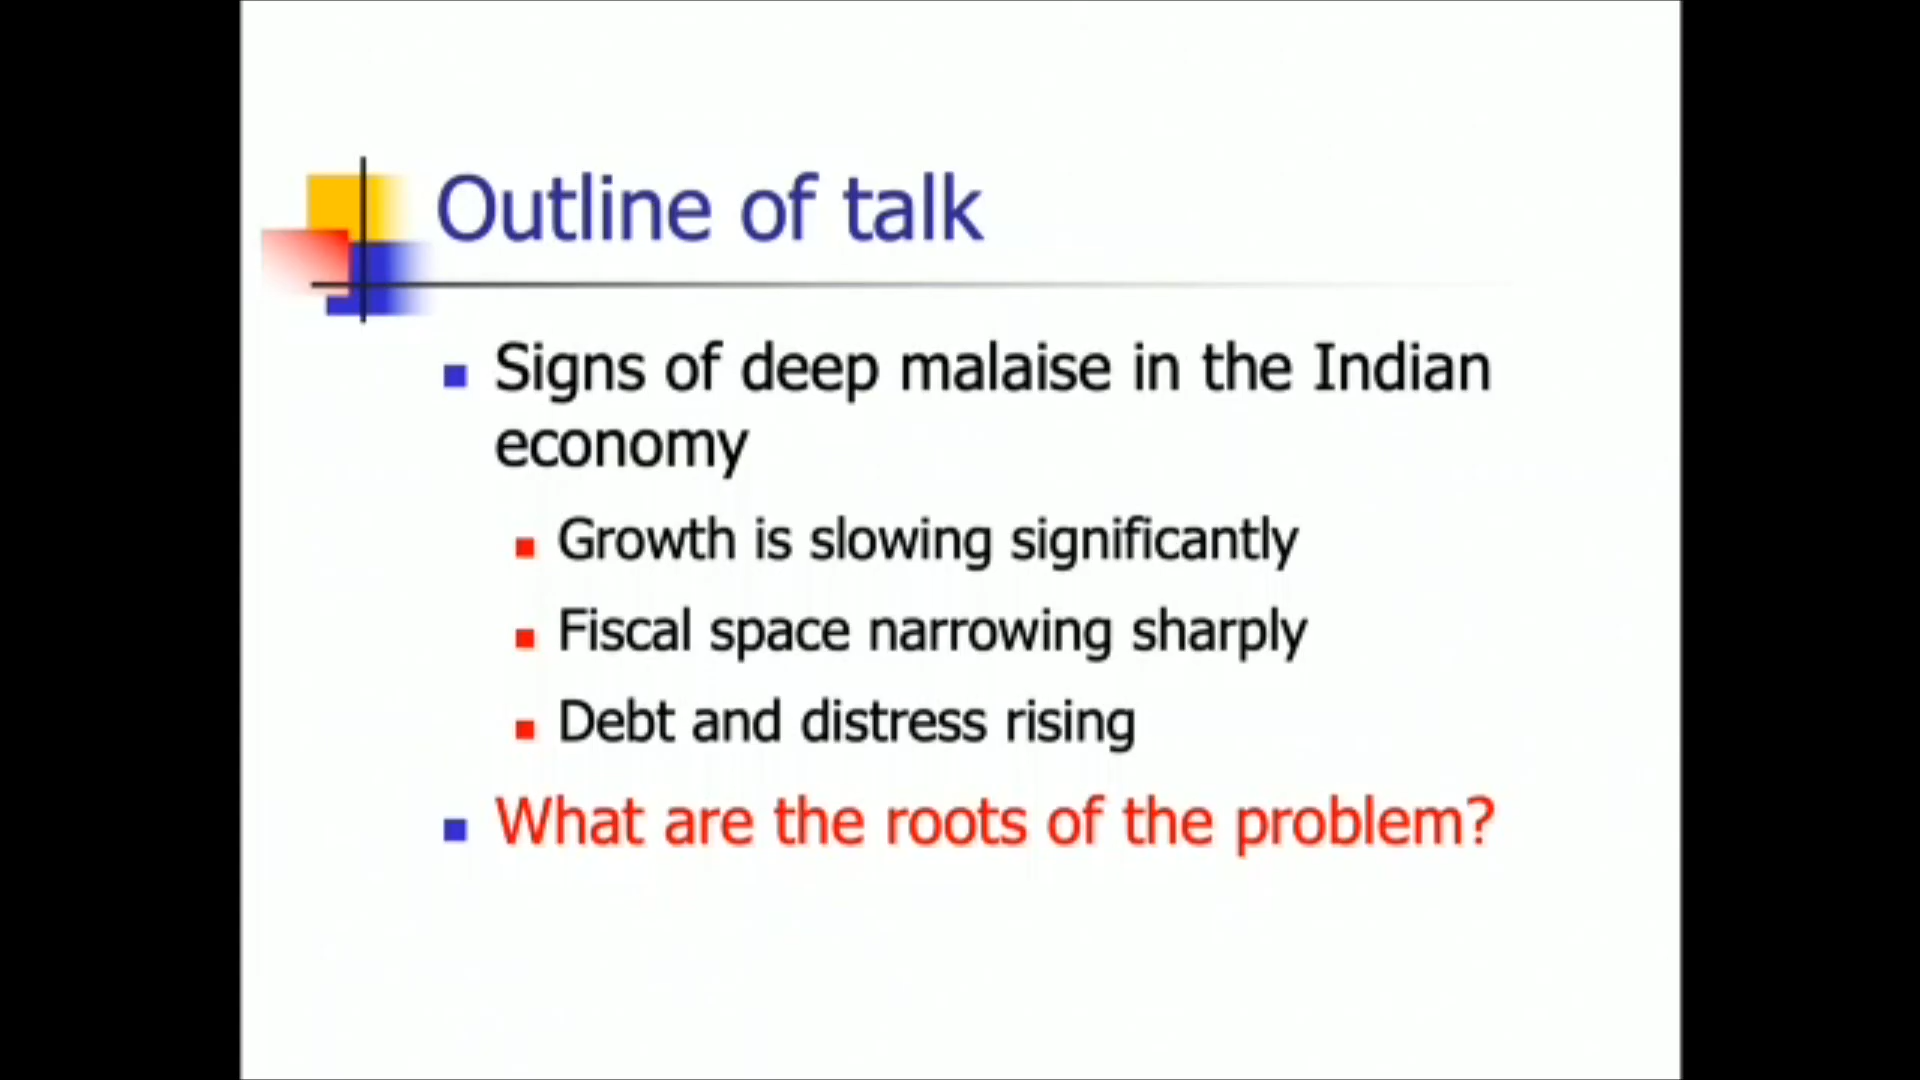 Outline of talk
Signs of deep malaise in the Indian
economy
Growth is slowing significantly
Fiscal space narrowing sharply
Debt and distress rising
What are the roots of the problem?